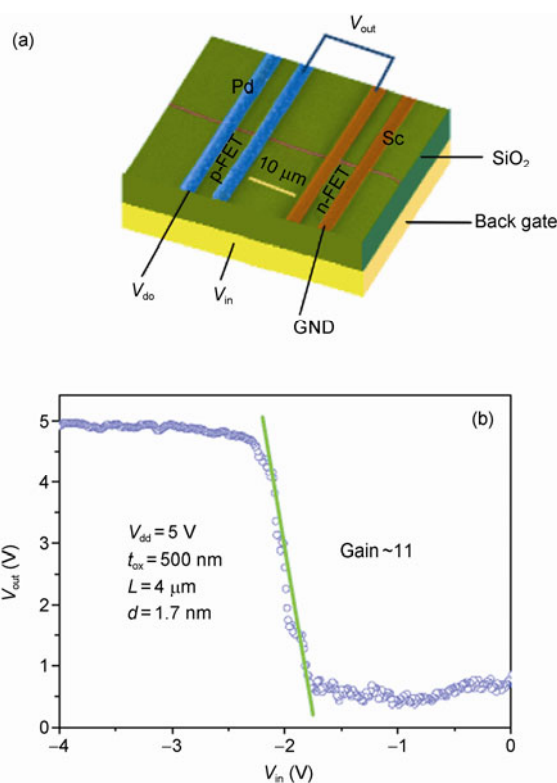 (a)
V_out
Pd
Sc
p-FET
10 μm
n-FET
SiO₂
Back gate
V_do
V_in
GND
(b)
5
4
3
2
1
0
V_out (V)
V_dd = 5 V
t_ox = 500 nm
L = 4 μm
d = 1.7 nm
Gain ~11
−4 −3 −2 −1 0
V_in (V)